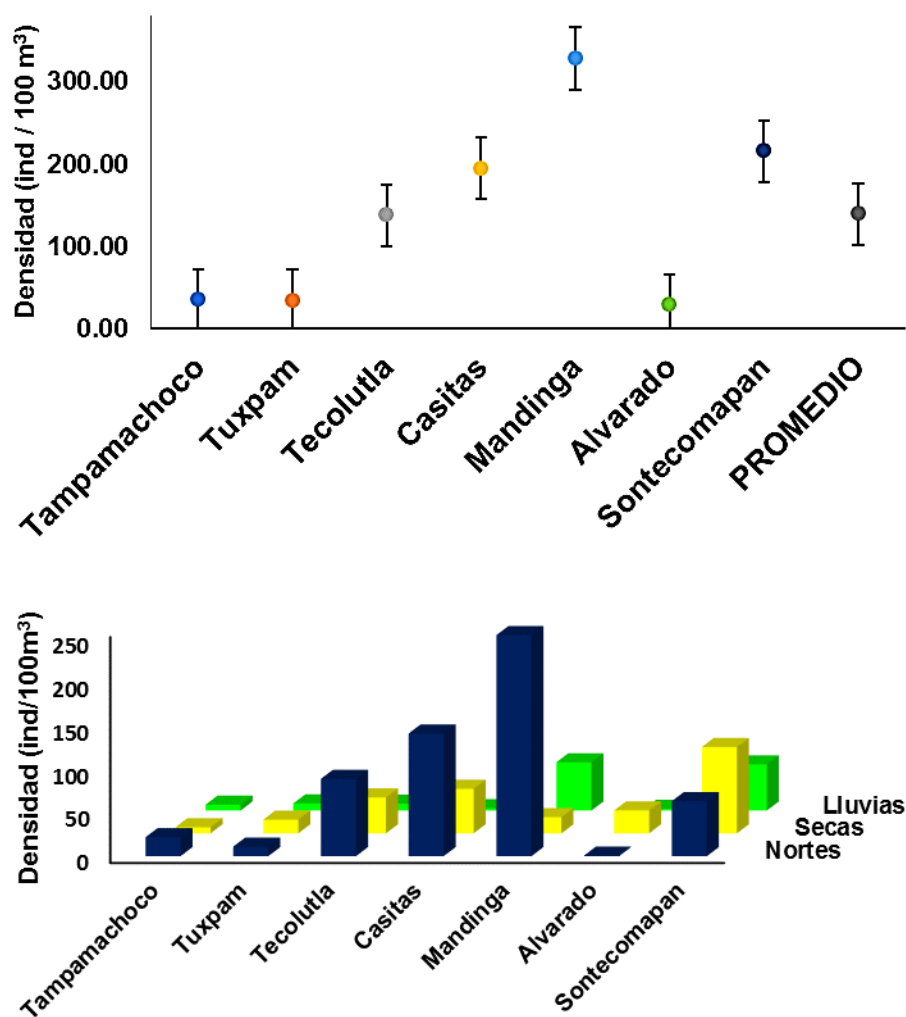 Densidad (ind / 100 m³)
300.00
200.00
100.00
0.00
Tampamachoco
Tuxpam
Tecolutla
Casitas
Mandinga
Alvarado
Sontecomapan
PROMEDIO
Densidad (ind/100m³)
250
200
150
100
50
0
Lluvias
Secas
Nortes
Tampamachoco
Tuxpam
Tecolutla
Casitas
Mandinga
Alvarado
Sontecomapan